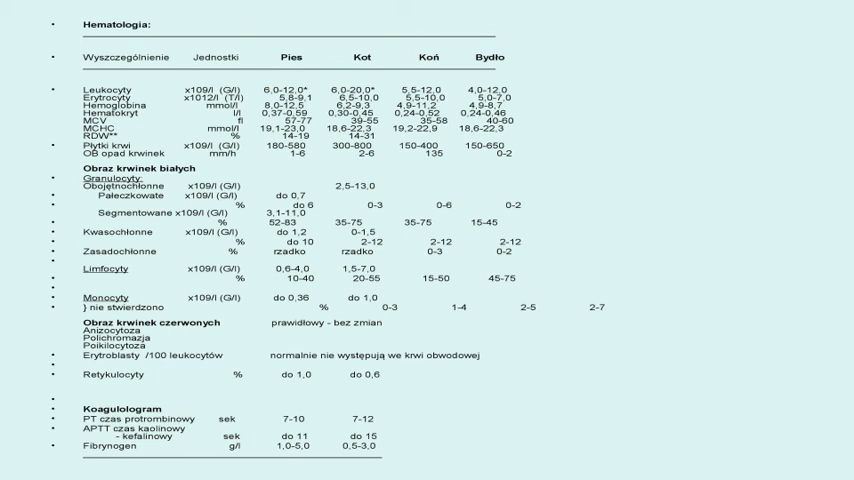 Hematologia:
Wyszczególnienie Jednostki Pies Kot Koń Bydło
Leukocyty x109/l (G/l) 6,0-12,0* 6,0-20,0* 5,5-12,0 4,0-12,0
Erytrocyty x1012/l (T/l) 5,8-9,1 6,5-10,0 5,5-10,0 5,0-7,0
Hemoglobina mmol/l 8,0-12,5 6,2-9,3 4,9-11,2 4,9-8,7
Hematokryt l/l 0,37-0,59 0,30-0,45 0,24-0,52 0,24-0,46
MCV fl 57-77 39-55 35-58 40-60
MCHC mmol/l 19,1-23,0 18,6-22,3 19,2-22,9 18,6-22,3
RDW** % 14-19 14-31
Płytki krwi x109/l (G/l) 180-580 300-800 150-400 150-650
OB opad krwinek mm/h 1-6 2-6 135 0-2
Obraz krwinek białych
Granulocyty:
Obojętnochłonne x109/l (G/l) 2,5-13,0
Pałeczkowate x109/l (G/l) do 0,7
% do 6 0-3 0-6 0-2
Segmentowane x109/l (G/l) 3,1-11,0
% 52-83 35-75 35-75 15-45
Kwasochłonne x109/l (G/l) do 1,2 0-1,5
% do 10 2-12 2-12 2-12
Zasadochłonne % rzadko rzadko 0-3 0-2
Limfocyty x109/l (G/l) 0,6-4,0 1,5-7,0
% 10-40 20-55 15-50 45-75
Monocyty x109/l (G/l) do 0,36 do 1,0
} nie stwierdzono % 0-3 1-4 2-5 2-7
Obraz krwinek czerwonych prawidłowy - bez zmian
Anizocytoza
Polichromazja
Poikilocytoza
Erytroblasty /100 leukocytów normalnie nie występują we krwi obwodowej
Retykulocyty % do 1,0 do 0,6
Koagulologram
PT czas protrombinowy sek 7-10 7-12
APTT czas kaolinowy
- kefalinowy sek do 11 do 15
Fibrynogen g/l 1,0-5,0 0,5-3,0